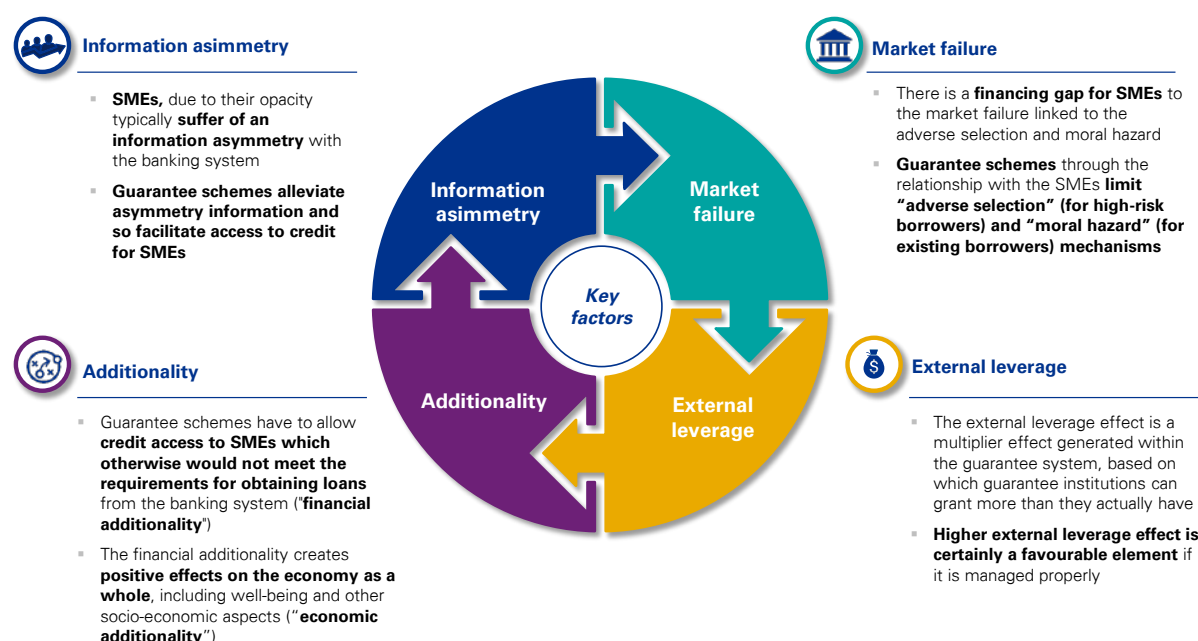 Information asimmetry
SMEs, due to their opacity
typically suffer of an
information asymmetry with
the banking system
Guarantee schemes alleviate
asymmetry information and
so facilitate access to credit
for SMEs
Market failure
There is a financing gap for SMEs to
the market failure linked to the
adverse selection and moral hazard
Guarantee schemes through the
relationship with the SMEs limit
“adverse selection” (for high-risk
borrowers) and “moral hazard” (for
existing borrowers) mechanisms
Information
asimmetry
Market
failure
Key
factors
Additionality
External
leverage
Additionality
Guarantee schemes have to allow
credit access to SMEs which
otherwise would not meet the
requirements for obtaining loans
from the banking system ("financial
additionality")
The financial additionality creates
positive effects on the economy as a
whole, including well-being and other
socio-economic aspects (“economic
additionality”)
External leverage
The external leverage effect is a
multiplier effect generated within
the guarantee system, based on
which guarantee institutions can
grant more than they actually have
Higher external leverage effect is
certainly a favourable element if
it is managed properly